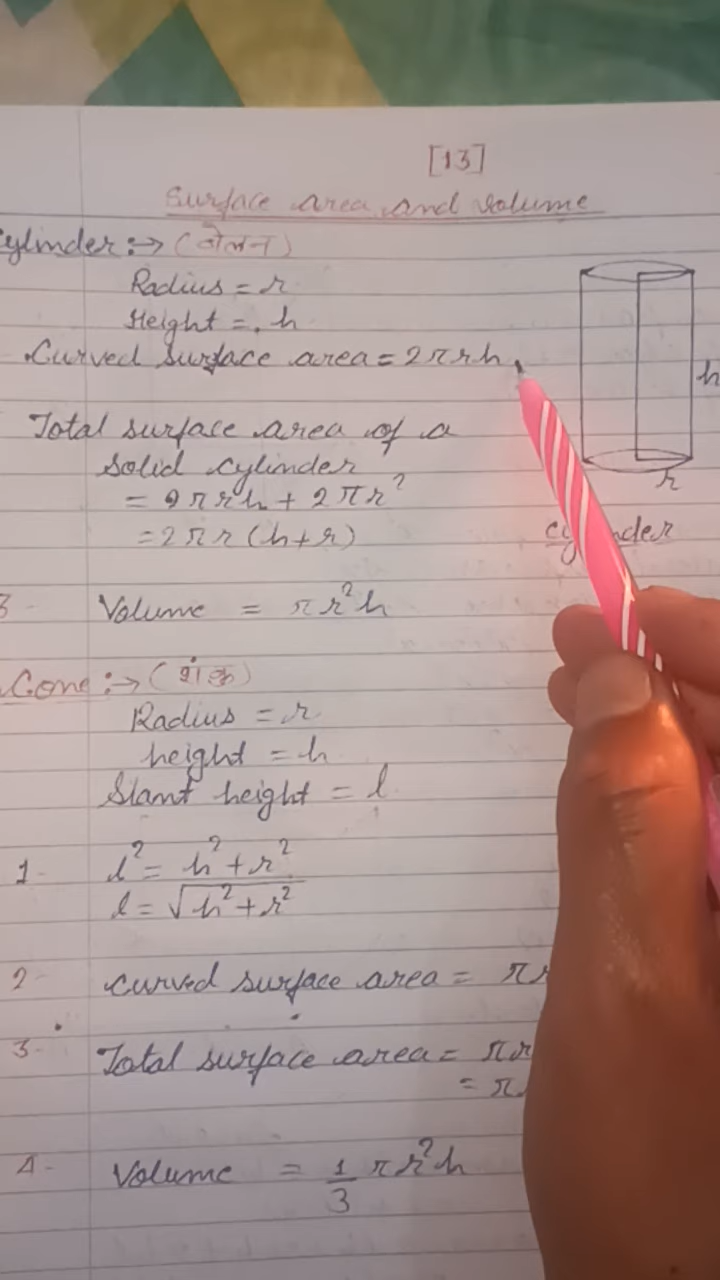 [13]
Surface area and volume
Cylinder :→ (बेलन)
Radius = r
Height = h
Curved surface area = 2πrh
h
Total surface area of a
solid cylinder
r
= 2πrh + 2πr²
= 2πr (h+r)
cylinder
3- Volume = πr²h
Cone :→ (शंकु)
Radius = r
height = h
Slant height = l
1- l² = h² + r²
l = √h² + r²
2- Curved surface area = π
3- Total surface area = πr
= π
4- Volume = 1/3 πr²h